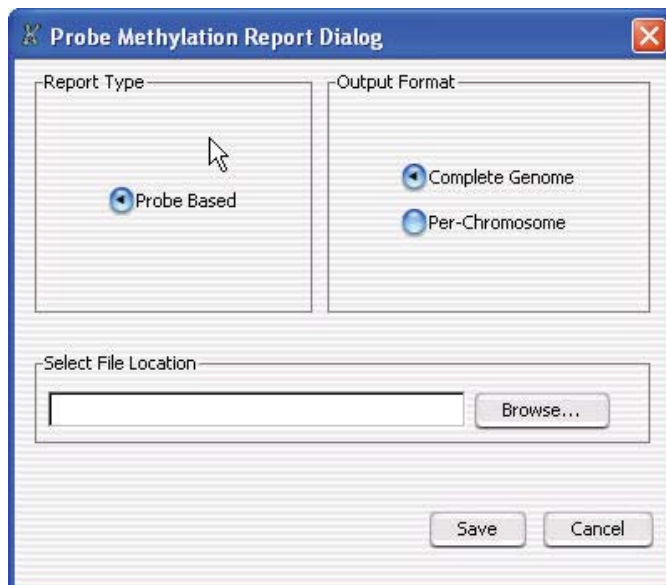 Probe Methylation Report Dialog
Report Type
Probe Based
Output Format
Complete Genome
Per-Chromosome
Select File Location
Browse...
Save
Cancel